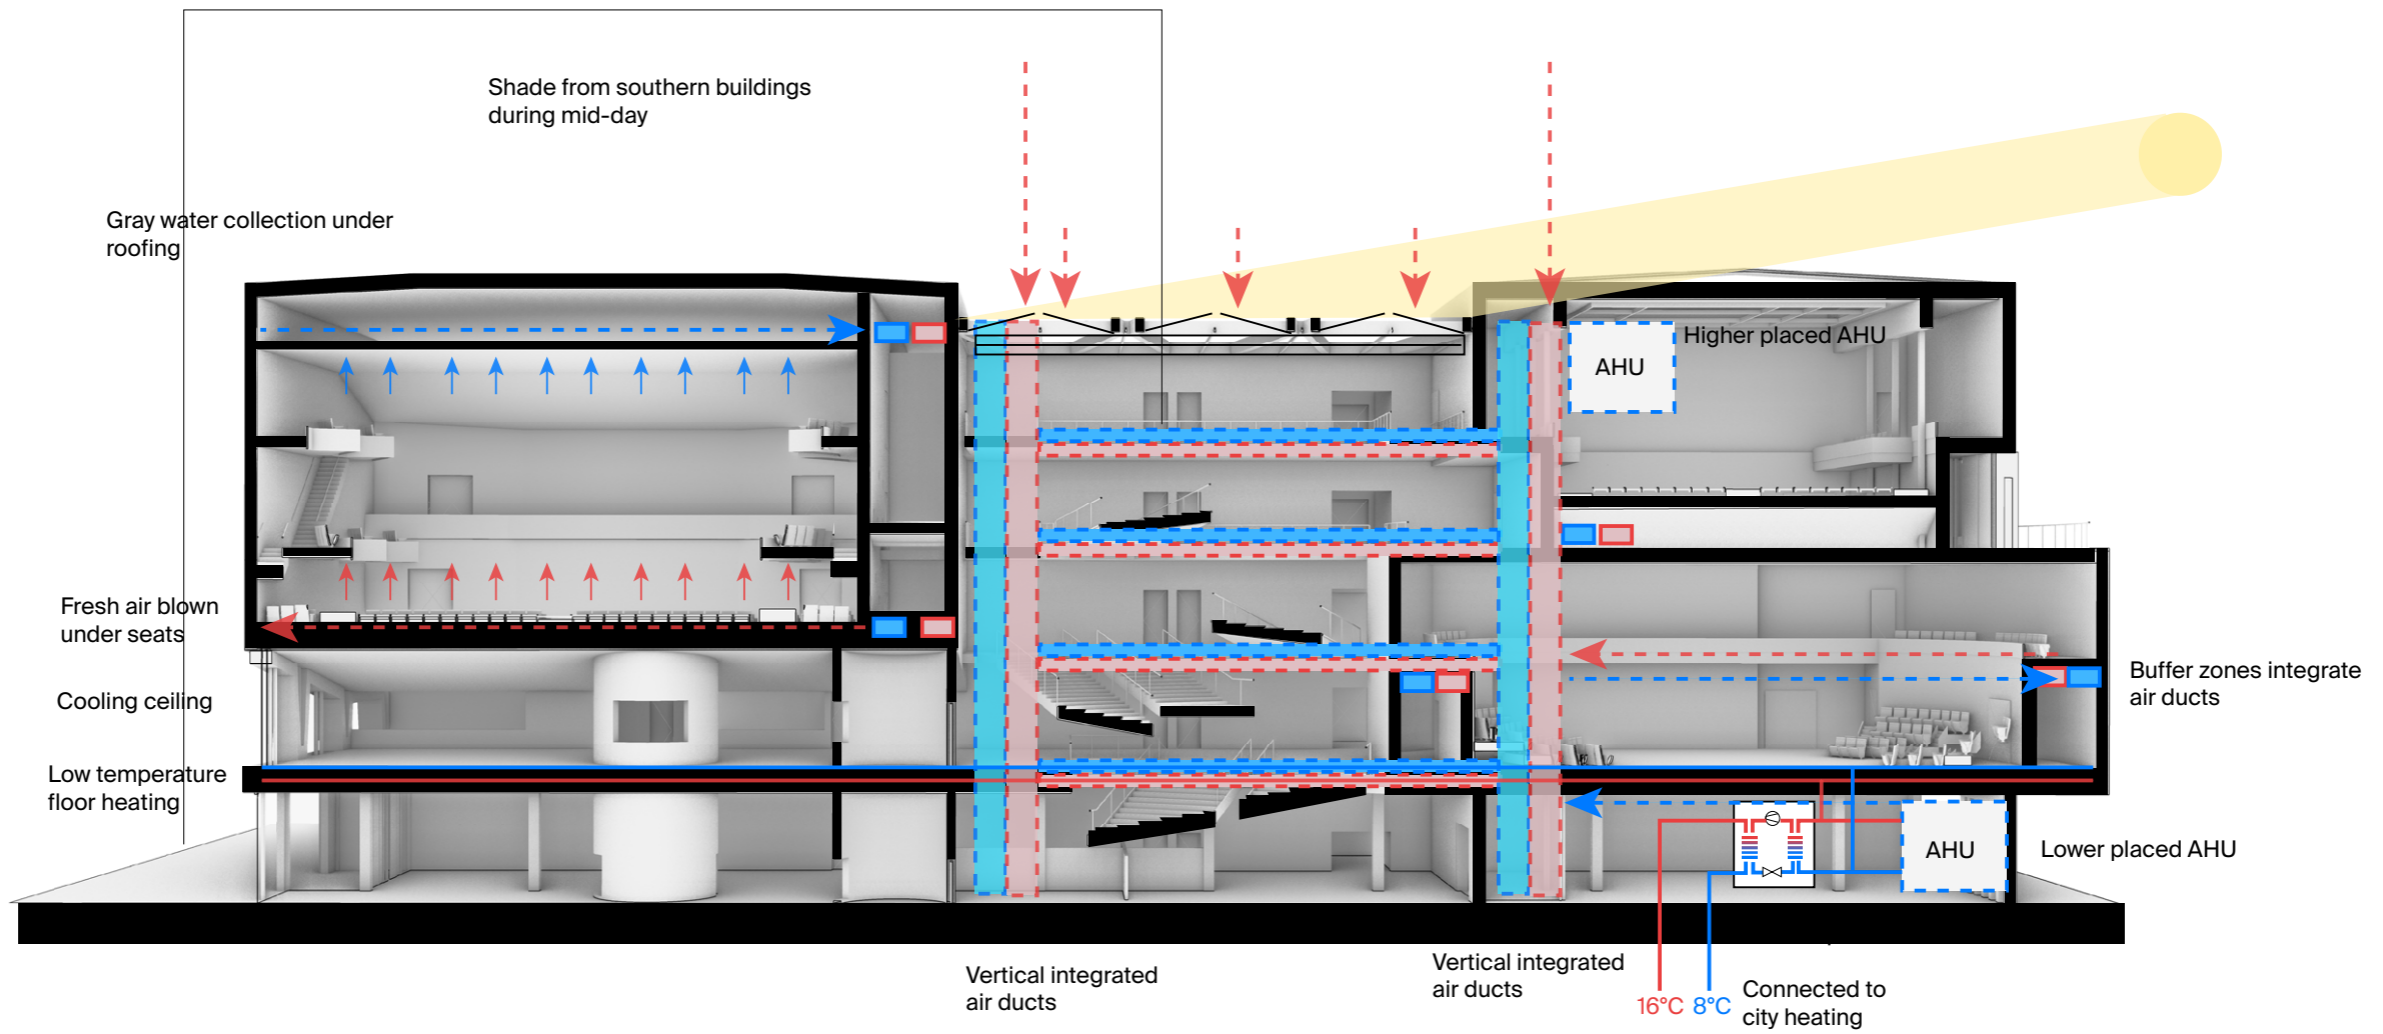 Shade from southern buildings
during mid-day
Gray water collection under
roofing
Higher placed AHU
AHU
Fresh air blown
under seats
Buffer zones integrate
air ducts
Cooling ceiling
Low temperature
floor heating
AHU
Lower placed AHU
Vertical integrated
air ducts
Vertical integrated
air ducts
16°C 8°C
Connected to
city heating